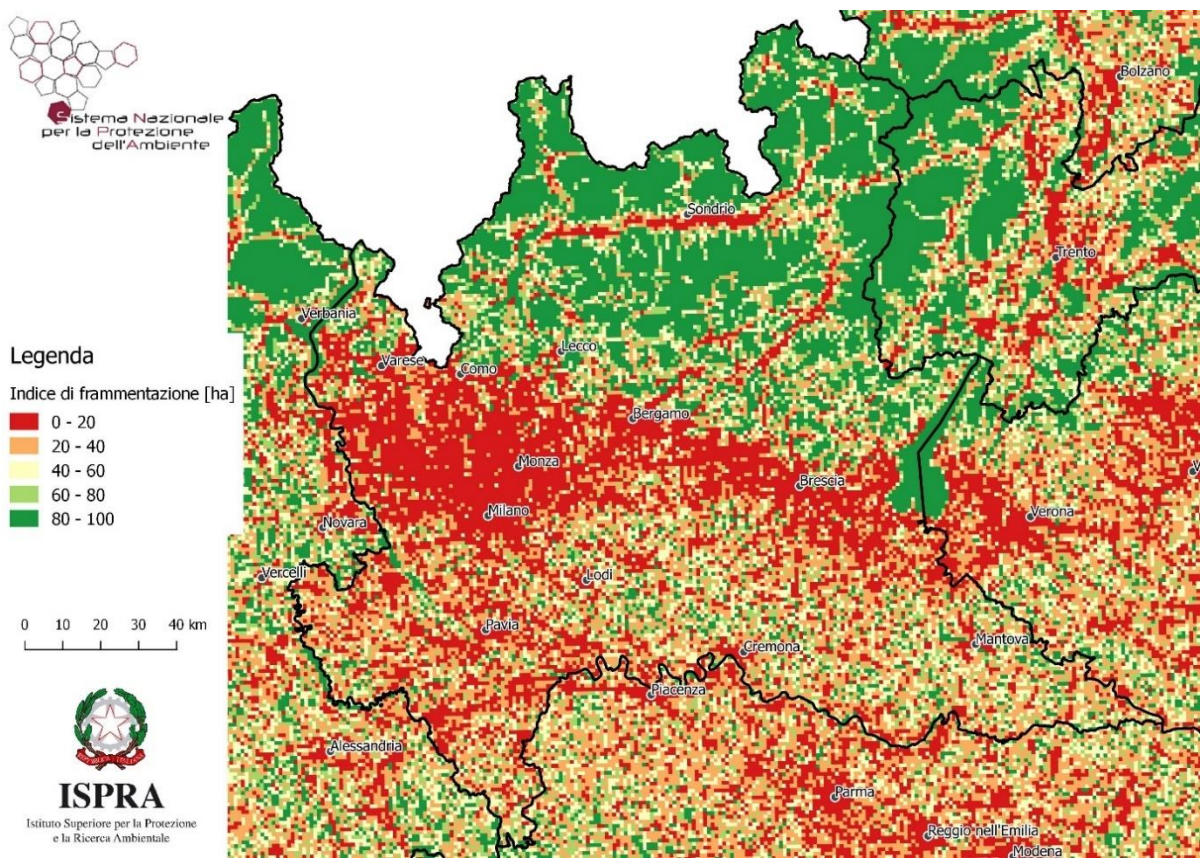 Sistema Nazionale
per la Protezione
dell'Ambiente
Legenda
Indice di frammentazione [ha]
0 - 20
20 - 40
40 - 60
60 - 80
80 - 100
0 10 20 30 40 km
ISPRA
Istituto Superiore per la Protezione
e la Ricerca Ambientale
Bolzano
Sondrio
Trento
Verbania
Lecco
Varese
Como
Bergamo
Monza
Brescia
Milano
Novara
Verona
Vercelli
Lodi
Pavia
Mantova
Cremona
Piacenza
Alessandria
Parma
Reggio nell'Emilia
Modena